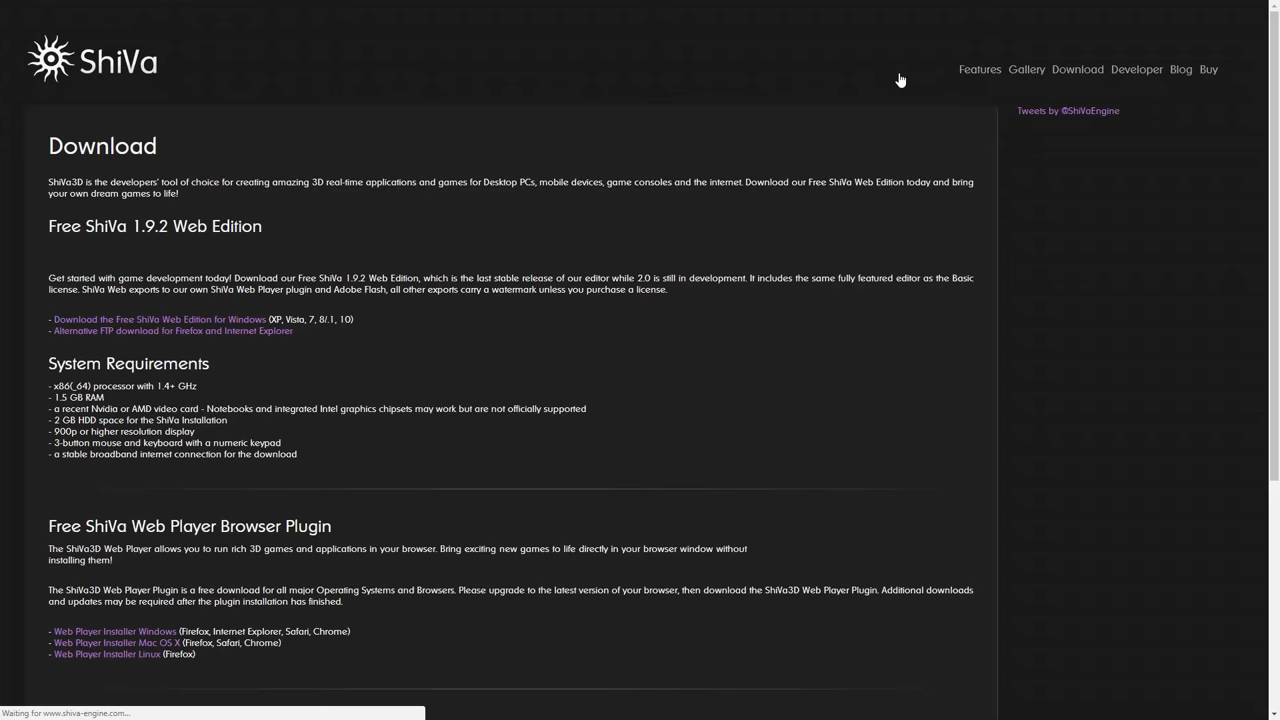 ShiVa
Features Gallery Download Developer Blog Buy
Tweets by @ShiVaEngine
Download
ShiVa3D is the developers' tool of choice for creating amazing 3D real-time applications and games for Desktop PCs, mobile devices, game consoles and the internet. Download our Free ShiVa Web Edition today and bring
your own dream games to life!
Free ShiVa 1.9.2 Web Edition
Get started with game development today! Download our Free ShiVa 1.9.2 Web Edition, which is the last stable release of our editor while 2.0 is still in development. It includes the same fully featured editor as the Basic
license. ShiVa Web exports to our own ShiVa Web Player plugin and Adobe Flash, all other exports carry a watermark unless you purchase a license.
- Download the Free ShiVa Web Edition for Windows (XP, Vista, 7, 8/.1, 10)
- Alternative FTP download for Firefox and Internet Explorer
System Requirements
- x86(_64) processor with 1.4+ GHz
- 1.5 GB RAM
- a recent Nvidia or AMD video card - Notebooks and integrated Intel graphics chipsets may work but are not officially supported
- 2 GB HDD space for the ShiVa Installation
- 900p or higher resolution display
- 3-button mouse and keyboard with a numeric keypad
- a stable broadband internet connection for the download
Free ShiVa Web Player Browser Plugin
The ShiVa3D Web Player allows you to run rich 3D games and applications in your browser. Bring exciting new games to life directly in your browser window without
installing them!
The ShiVa3D Web Player Plugin is a free download for all major Operating Systems and Browsers. Please upgrade to the latest version of your browser, then download the ShiVa3D Web Player Plugin. Additional downloads
and updates may be required after the plugin installation has finished.
- Web Player Installer Windows (Firefox, Internet Explorer, Safari, Chrome)
- Web Player Installer Mac OS X (Firefox, Safari, Chrome)
- Web Player Installer Linux (Firefox)
Waiting for www.shiva-engine.com...